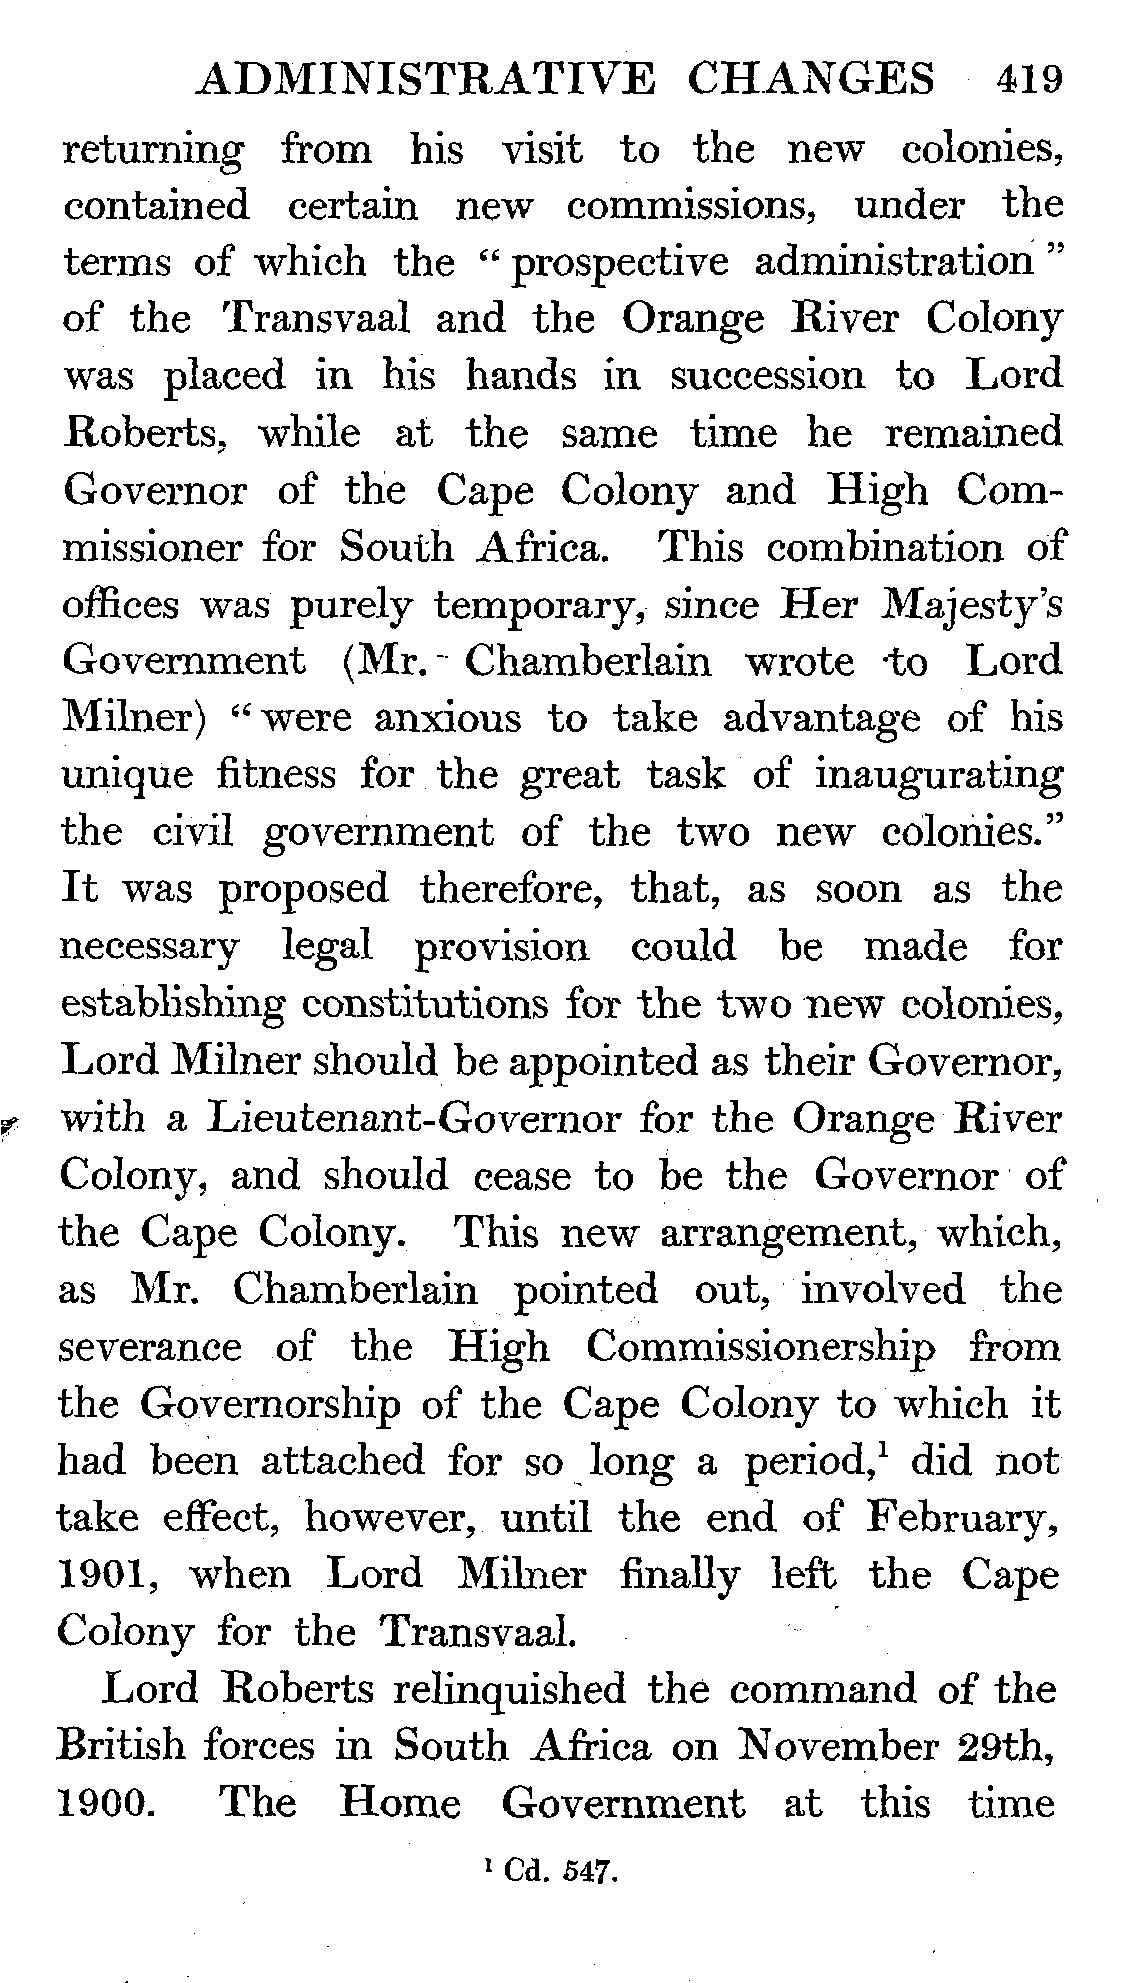 ADMINISTRATIVE CHANGES 419
returning from his visit to the new colonies,
contained certain new commissions, under the
terms of which the “ prospective administration ”
of the Transvaal and the Orange River Colony
was placed in his hands in succession to Lord
Roberts, while at the same time he remained
Governor of the Cape Colony and High Com-
missioner for South Africa. This combination of
offices was purely temporary, since Her Majesty's
Government (Mr. Chamberlain wrote to Lord
Milner) “ were anxious to take advantage of his
unique fitness for the great task of inaugurating
the civil government of the two new colonies.”
It was proposed therefore, that, as soon as the
necessary legal provision could be made for
establishing constitutions for the two new colonies,
Lord Milner should be appointed as their Governor,
with a Lieutenant-Governor for the Orange River
Colony, and should cease to be the Governor of
the Cape Colony. This new arrangement, which,
as Mr. Chamberlain pointed out, involved the
severance of the High Commissionership from
the Governorship of the Cape Colony to which it
had been attached for so long a period,¹ did not
take effect, however, until the end of February,
1901, when Lord Milner finally left the Cape
Colony for the Transvaal.
Lord Roberts relinquished the command of the
British forces in South Africa on November 29th,
1900. The Home Government at this time
¹ Cd. 547.